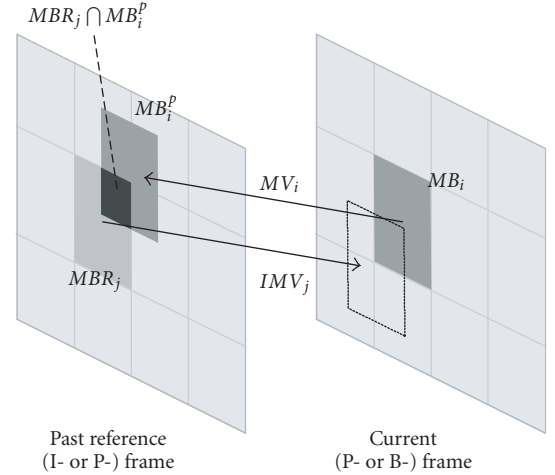 MBR_j ⋂ MB_i^p
MB_i^p
MV_i
MB_i
MBR_j
IMV_j
Past reference
(I- or P-) frame
Current
(P- or B-) frame